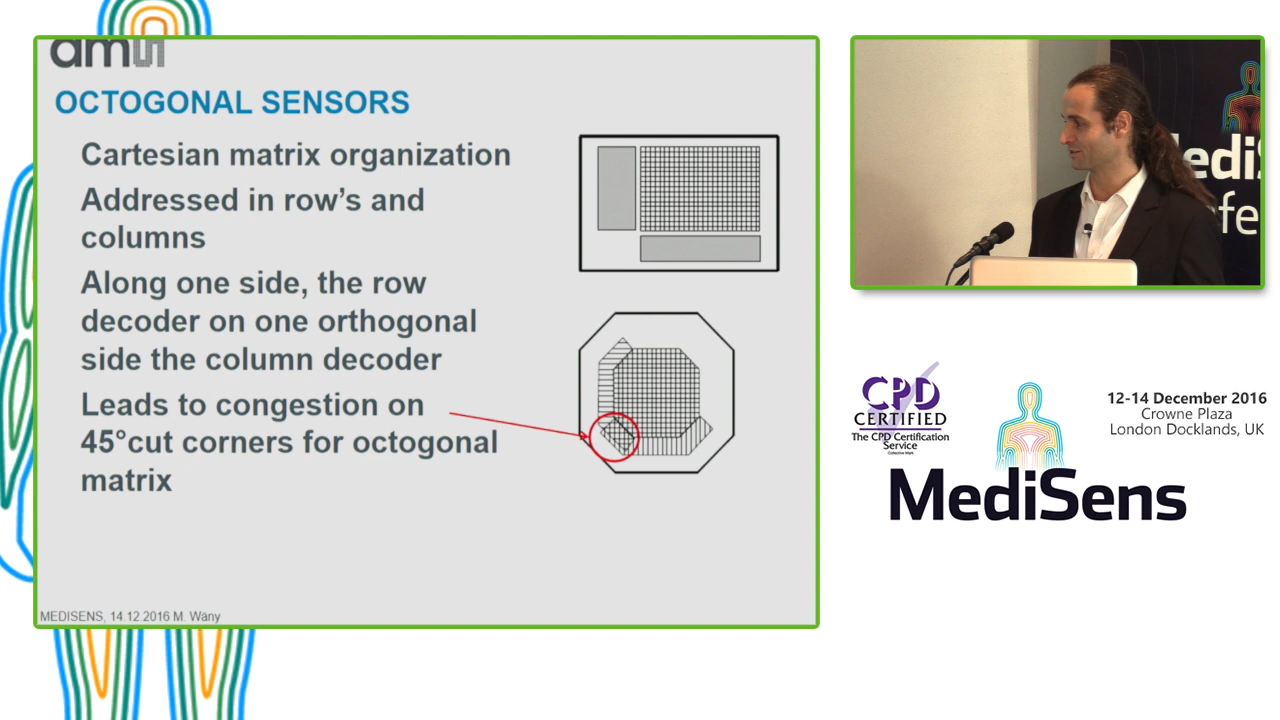 amu
OCTOGONAL SENSORS
Cartesian matrix organization
Addressed in row's and
columns
Along one side, the row
decoder on one orthogonal
side the column decoder
Leads to congestion on
45°cut corners for octogonal
matrix
MEDISENS, 14.12.2016 M. Wäny
CPD
CERTIFIED
The CPD Certification
Service
Collective Mark
12-14 December 2016
Crowne Plaza
London Docklands, UK
MediSens